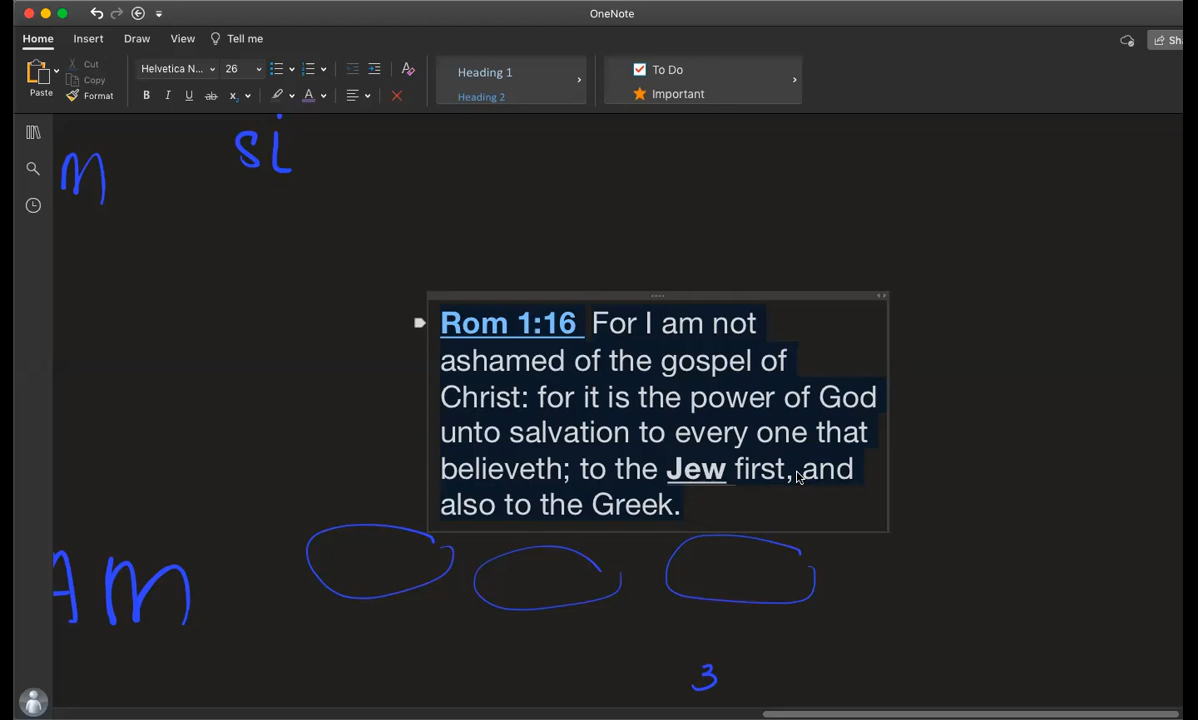 OneNote
Home Insert Draw View Tell me
Sha
Paste
Cut
Copy
Format
Helvetica N... 26
B I U ab x A
Heading 1
Heading 2
To Do
Important
m si
Rom 1:16 For I am not
ashamed of the gospel of
Christ: for it is the power of God
unto salvation to every one that
believeth; to the Jew first, and
also to the Greek.
Am
3